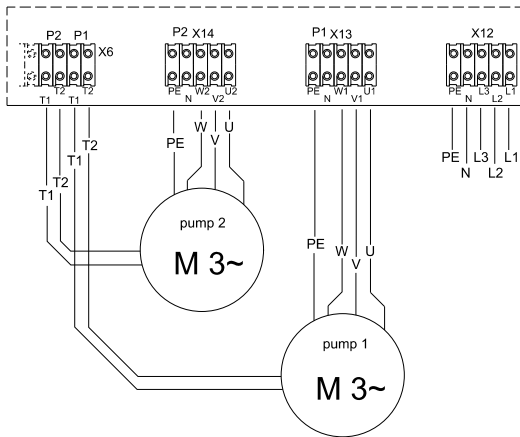 P2 P1
X6
P2 X14
P1 X13
X12
T1 T2 T1 T2
PE N W2 V2 U2
PE N W1 V1 U1
PE N L3 L2 L1
T1 T2 T1 T2
PE W V U
PE N L3 L2 L1
pump 2
M 3~
PE W V U
pump 1
M 3~